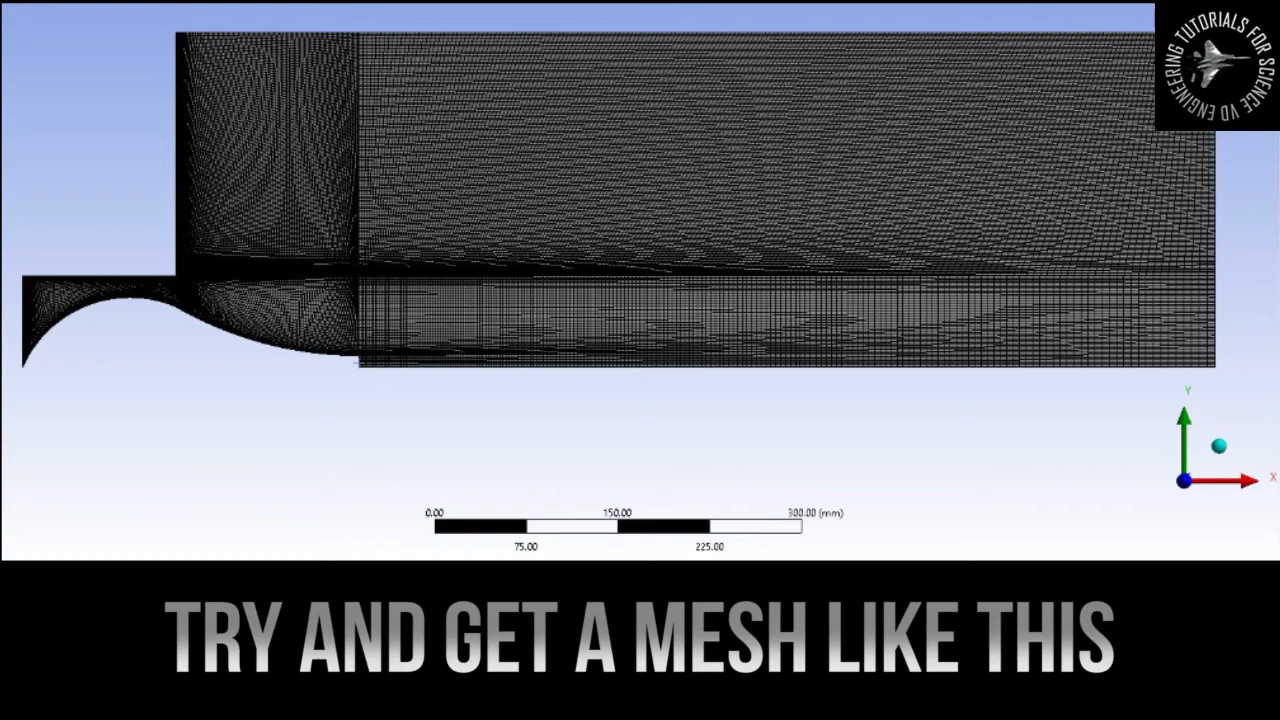 ENGINEERING TUTORIALS FOR SCIENCE VD
Y
X
0.00 150.00 300.00 (mm)
75.00 225.00
TRY AND GET A MESH LIKE THIS